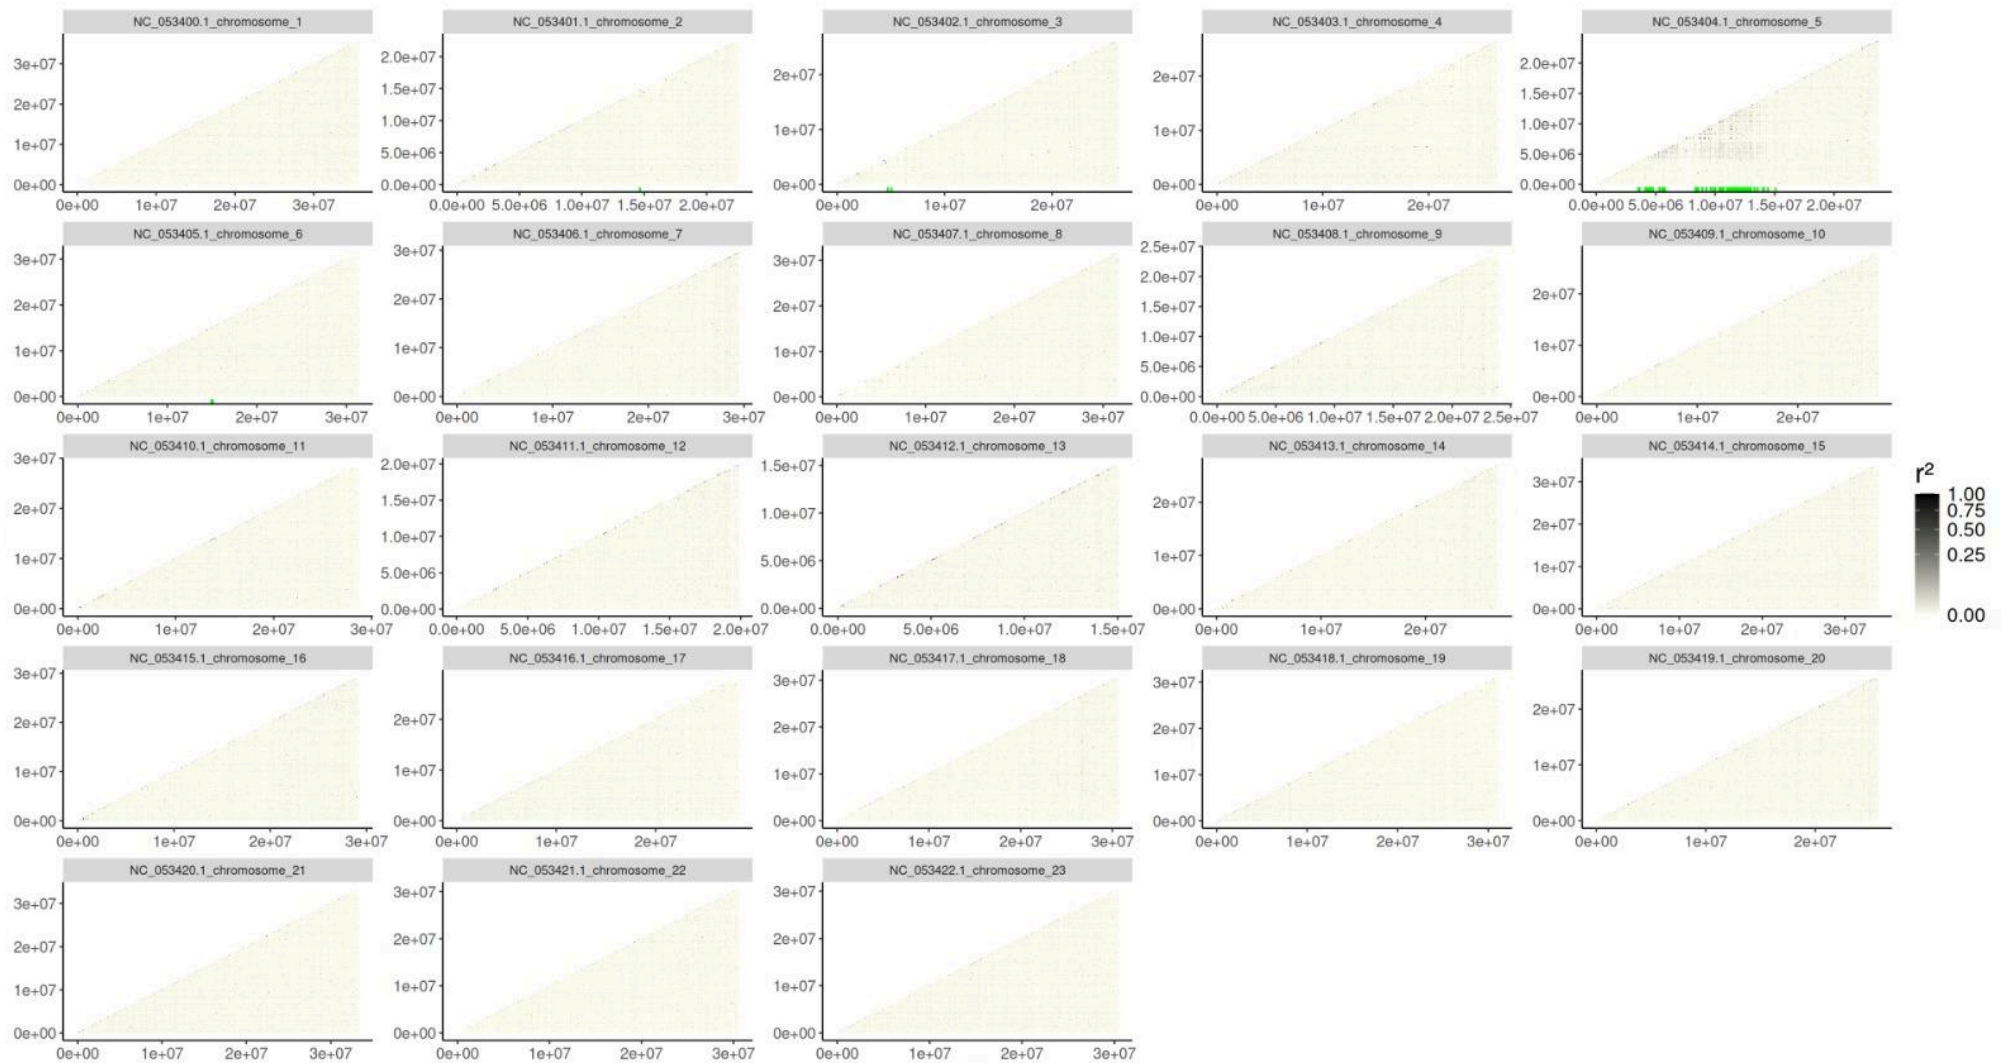 NC_053400.1_chromosome_1 NC_053401.1_chromosome_2 NC_053402.1_chromosome_3 NC_053403.1_chromosome_4 NC_053404.1_chromosome_5
3e+07 2e+07 1e+07 0e+00
2.0e+07 1.5e+07 1.0e+07 5.0e+06 0.0e+00
2e+07 1e+07 0e+00
2e+07 1e+07 0e+00
2.0e+07 1.5e+07 1.0e+07 5.0e+06 0.0e+00
0e+00 1e+07 2e+07 3e+07 0.0e+00 5.0e+06 1.0e+07 1.5e+07 2.0e+07 0e+00 1e+07 2e+07 0e+00 1e+07 2e+07 0.0e+00 5.0e+06 1.0e+07 1.5e+07 2.0e+07
NC_053405.1_chromosome_6 NC_053406.1_chromosome_7 NC_053407.1_chromosome_8 NC_053408.1_chromosome_9 NC_053409.1_chromosome_10
3e+07 2e+07 1e+07 0e+00
3e+07 2e+07 1e+07 0e+00
3e+07 2e+07 1e+07 0e+00
2.5e+07 2.0e+07 1.5e+07 1.0e+07 5.0e+06 0.0e+00
2e+07 1e+07 0e+00
0e+00 1e+07 2e+07 3e+07 0e+00 1e+07 2e+07 3e+07 0e+00 1e+07 2e+07 3e+07 0.0e+00 5.0e+06 1.0e+07 1.5e+07 2.0e+07 2.5e+07 0e+00 1e+07 2e+07
NC_053410.1_chromosome_11 NC_053411.1_chromosome_12 NC_053412.1_chromosome_13 NC_053413.1_chromosome_14 NC_053414.1_chromosome_15
3e+07 2e+07 1e+07 0e+00
2.0e+07 1.5e+07 1.0e+07 5.0e+06 0.0e+00
1.5e+07 1.0e+07 5.0e+06 0.0e+00
2e+07 1e+07 0e+00
3e+07 2e+07 1e+07 0e+00
0e+00 1e+07 2e+07 3e+07 0.0e+00 5.0e+06 1.0e+07 1.5e+07 2.0e+07 0.0e+00 5.0e+06 1.0e+07 1.5e+07 0e+00 1e+07 2e+07 0e+00 1e+07 2e+07 3e+07
r²
1.00
0.75
0.50
0.25
0.00
NC_053415.1_chromosome_16 NC_053416.1_chromosome_17 NC_053417.1_chromosome_18 NC_053418.1_chromosome_19 NC_053419.1_chromosome_20
3e+07 2e+07 1e+07 0e+00
2e+07 1e+07 0e+00
3e+07 2e+07 1e+07 0e+00
3e+07 2e+07 1e+07 0e+00
2e+07 1e+07 0e+00
0e+00 1e+07 2e+07 3e+07 0e+00 1e+07 2e+07 0e+00 1e+07 2e+07 3e+07 0e+00 1e+07 2e+07 3e+07 0e+00 1e+07 2e+07
NC_053420.1_chromosome_21 NC_053421.1_chromosome_22 NC_053422.1_chromosome_23
3e+07 2e+07 1e+07 0e+00
3e+07 2e+07 1e+07 0e+00
3e+07 2e+07 1e+07 0e+00
0e+00 1e+07 2e+07 3e+07 0e+00 1e+07 2e+07 3e+07 0e+00 1e+07 2e+07 3e+07